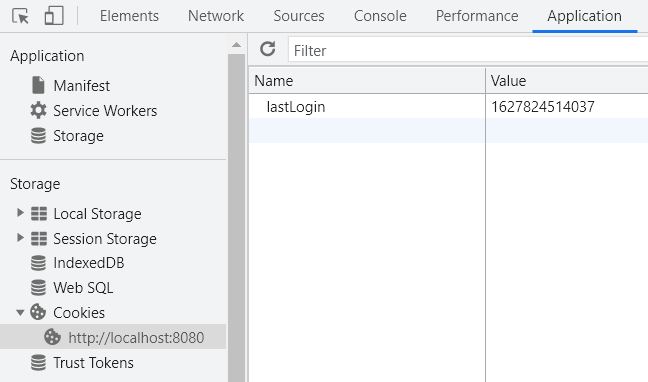 Elements Network Sources Console Performance Application
Application
Manifest
Service Workers
Storage
Storage
Local Storage
Session Storage
IndexedDB
Web SQL
Cookies
http://localhost:8080
Trust Tokens
Filter
Name Value
lastLogin 1627824514037